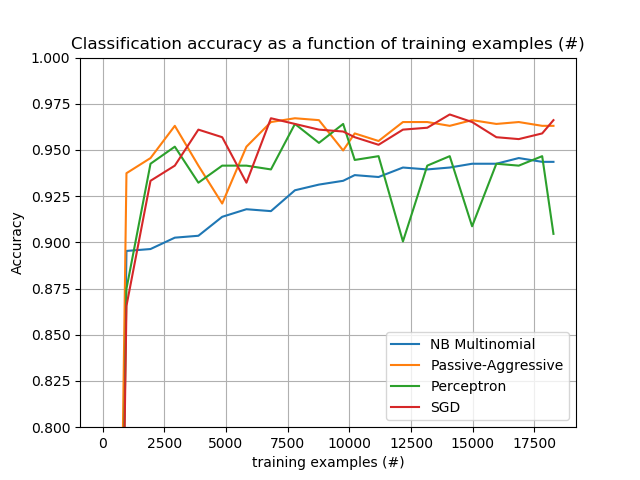 Classification accuracy as a function of training examples (#)
1.000
0.975
0.950
0.925
0.900
0.875
0.850
0.825
0.800
Accuracy
0 2500 5000 7500 10000 12500 15000 17500
training examples (#)
NB Multinomial
Passive-Aggressive
Perceptron
SGD